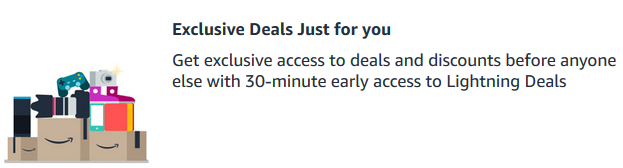 Exclusive Deals Just for you
Get exclusive access to deals and discounts before anyone
else with 30-minute early access to Lightning Deals